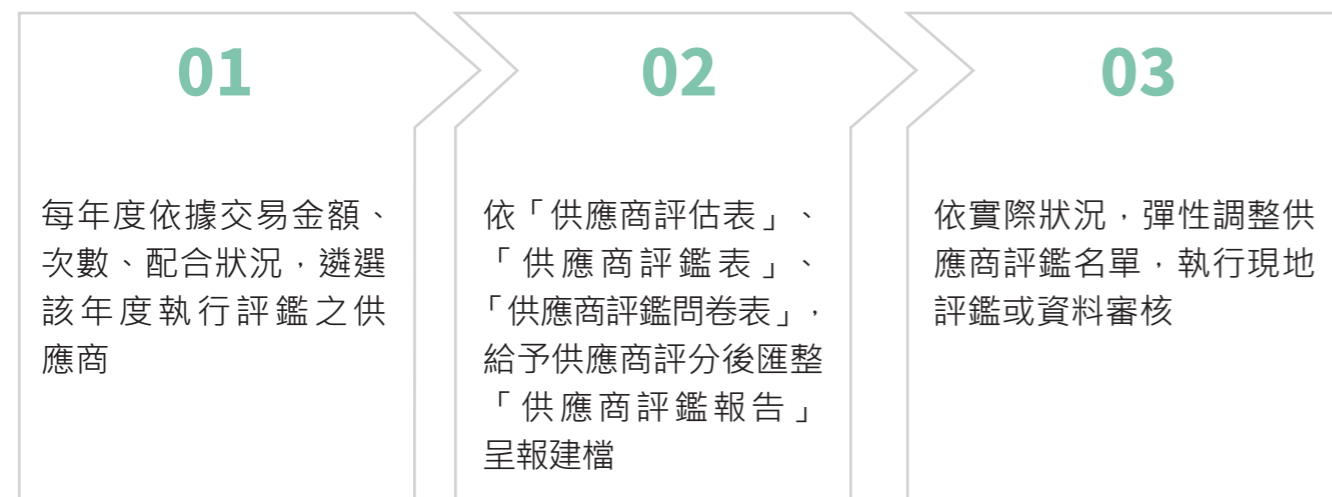 01
每年度依據交易金額、
次數、配合狀況，遴選
該年度執行評鑑之供
應商
02
依「供應商評估表」、
「供應商評鑑表」、
「供應商評鑑問卷表」，
給予供應商評分後匯整
「供應商評鑑報告」
呈報建檔
03
依實際狀況，彈性調整供
應商評鑑名單，執行現地
評鑑或資料審核